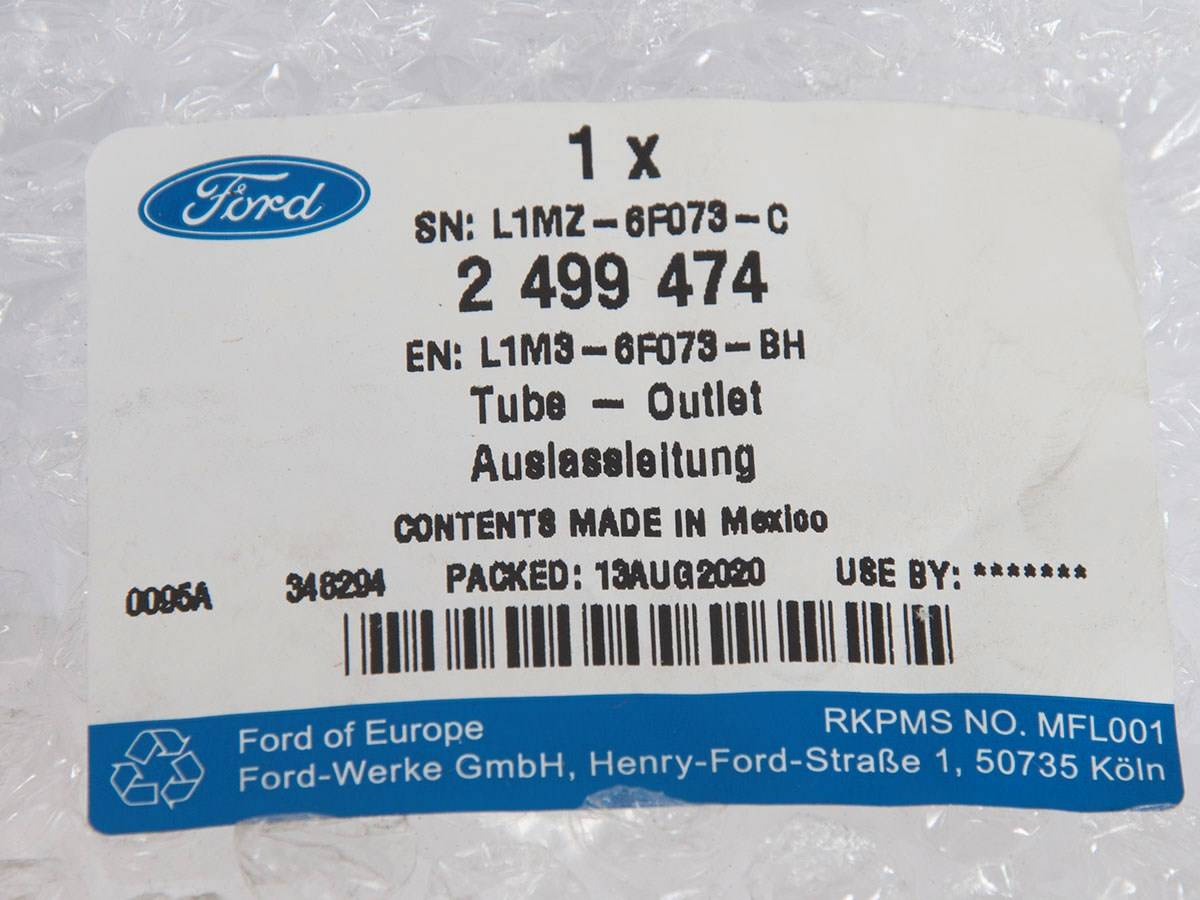 Ford
1 x
SN: L1MZ-6F073-C
2 499 474
EN: L1M3-6F073-BH
Tube - Outlet
Auslassleitung
CONTENTS MADE IN Mexico
0095A 348294 PACKED: 13AUG2020 USE BY: *******
Ford of Europe RKPMS NO. MFL001
Ford-Werke GmbH, Henry-Ford-Straße 1, 50735 Köln